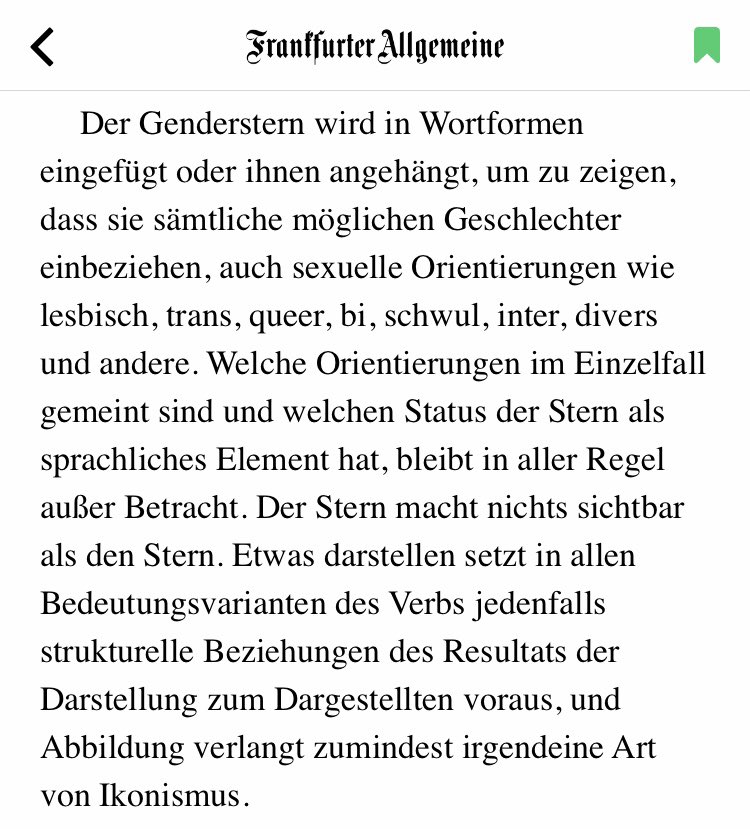 Frankfurter Allgemeine
Der Genderstern wird in Wortformen
eingefügt oder ihnen angehängt, um zu zeigen,
dass sie sämtliche möglichen Geschlechter
einbeziehen, auch sexuelle Orientierungen wie
lesbisch, trans, queer, bi, schwul, inter, divers
und andere. Welche Orientierungen im Einzelfall
gemeint sind und welchen Status der Stern als
sprachliches Element hat, bleibt in aller Regel
außer Betracht. Der Stern macht nichts sichtbar
als den Stern. Etwas darstellen setzt in allen
Bedeutungsvarianten des Verbs jedenfalls
strukturelle Beziehungen des Resultats der
Darstellung zum Dargestellten voraus, und
Abbildung verlangt zumindest irgendeine Art
von Ikonismus.